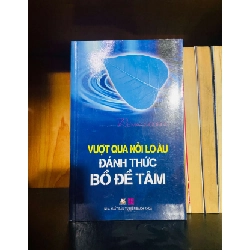 VƯỢT QUA NỖI LO ÂU
ĐÁNH THỨC
BỒ ĐỀ TÂM